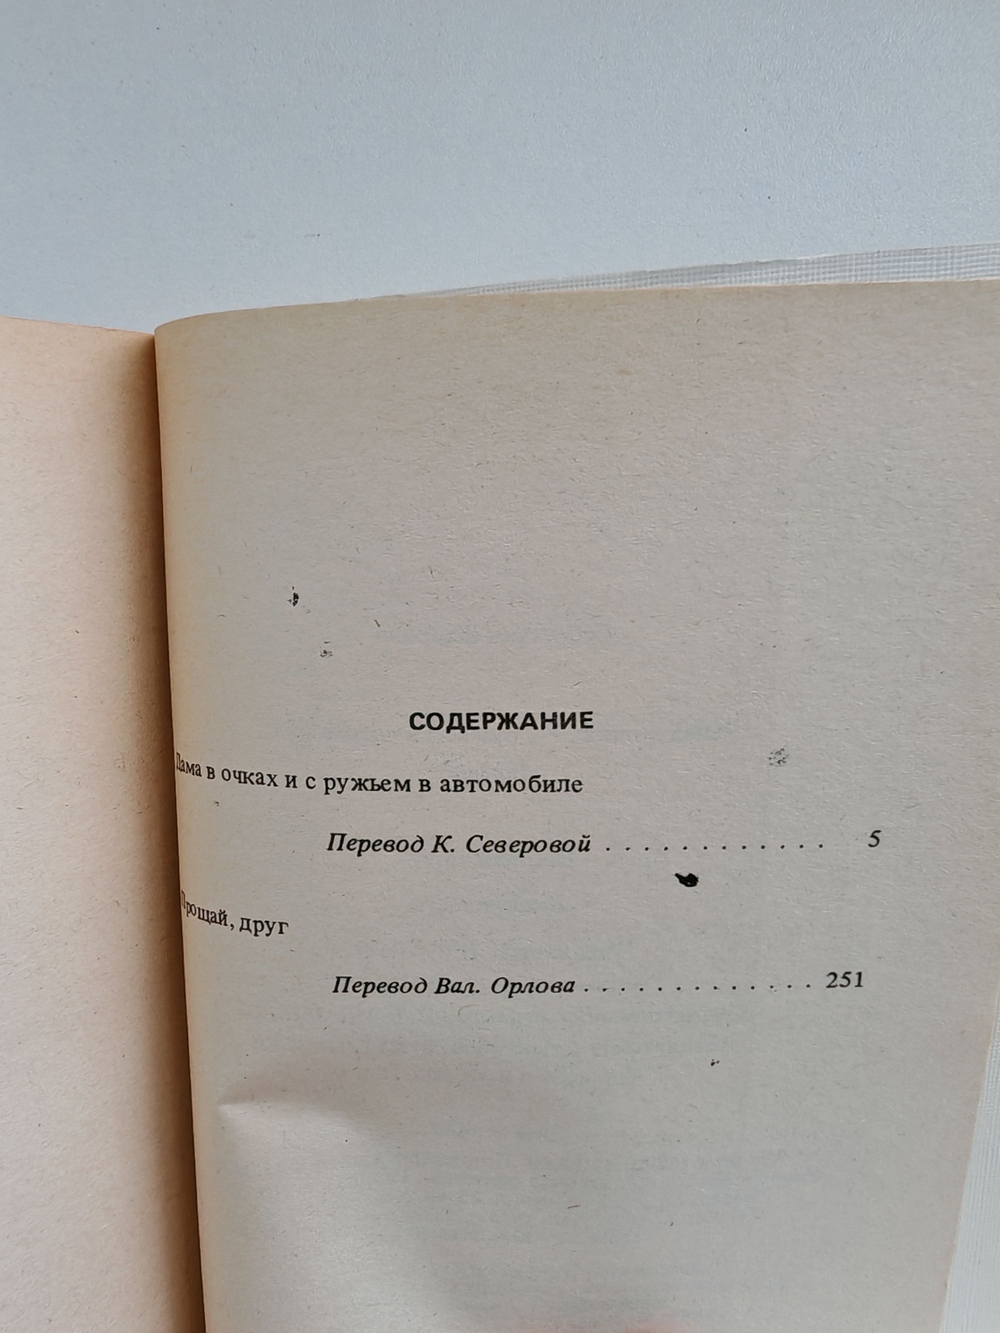 СОДЕРЖАНИЕ
Дама в очках и с ружьем в автомобиле
Перевод К. Северовой . . . . . . . . . . . . . 5
Прощай, друг
Перевод Вал. Орлова . . . . . . . . . . . . . . 251